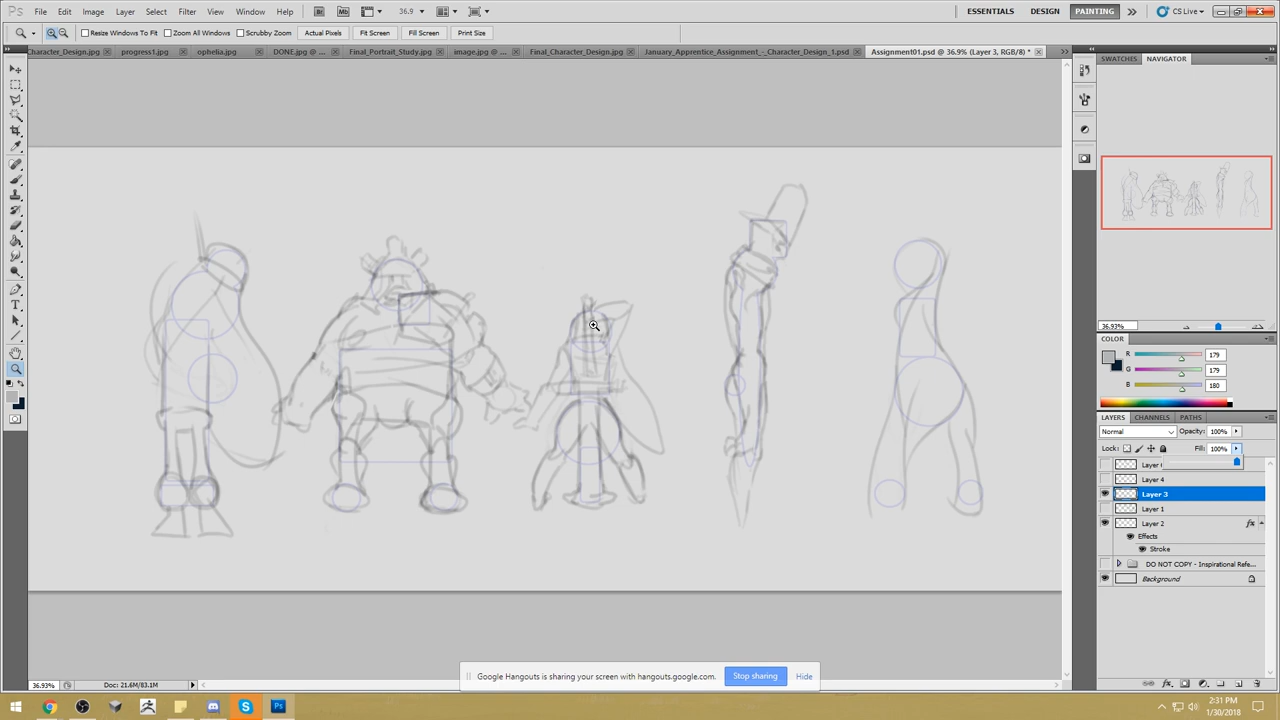 Ps File Edit Image Layer Select Filter View Window Help Br Mb 36.9 ESSENTIALS DESIGN PAINTING CS Live
Resize Windows To Fit Zoom All Windows Scrubby Zoom Actual Pixels Fit Screen Fill Screen Print Size
Character_Design.jpg progress1.jpg ophelia.jpg DONE.jpg @ ... Final_Portrait_Study.jpg image.jpg @ ... Final_Character_Design.jpg January_Apprentice_Assignment_-_Character_Design_1.psd Assignment01.psd @ 36.9% (Layer 3, RGB/8) *
SWATCHES NAVIGATOR
36.93%
COLOR
R 179
G 179
B 180
LAYERS CHANNELS PATHS
Normal Opacity: 100%
Lock: Fill: 100%
Layer
Layer 4
Layer 3
Layer 1
Layer 2 fx
Effects
Stroke
DO NOT COPY - Inspirational Refe...
Background
Google Hangouts is sharing your screen with hangouts.google.com. Stop sharing Hide
36.93% Doc: 21.6M/83.1M
2:31 PM
1/30/2018